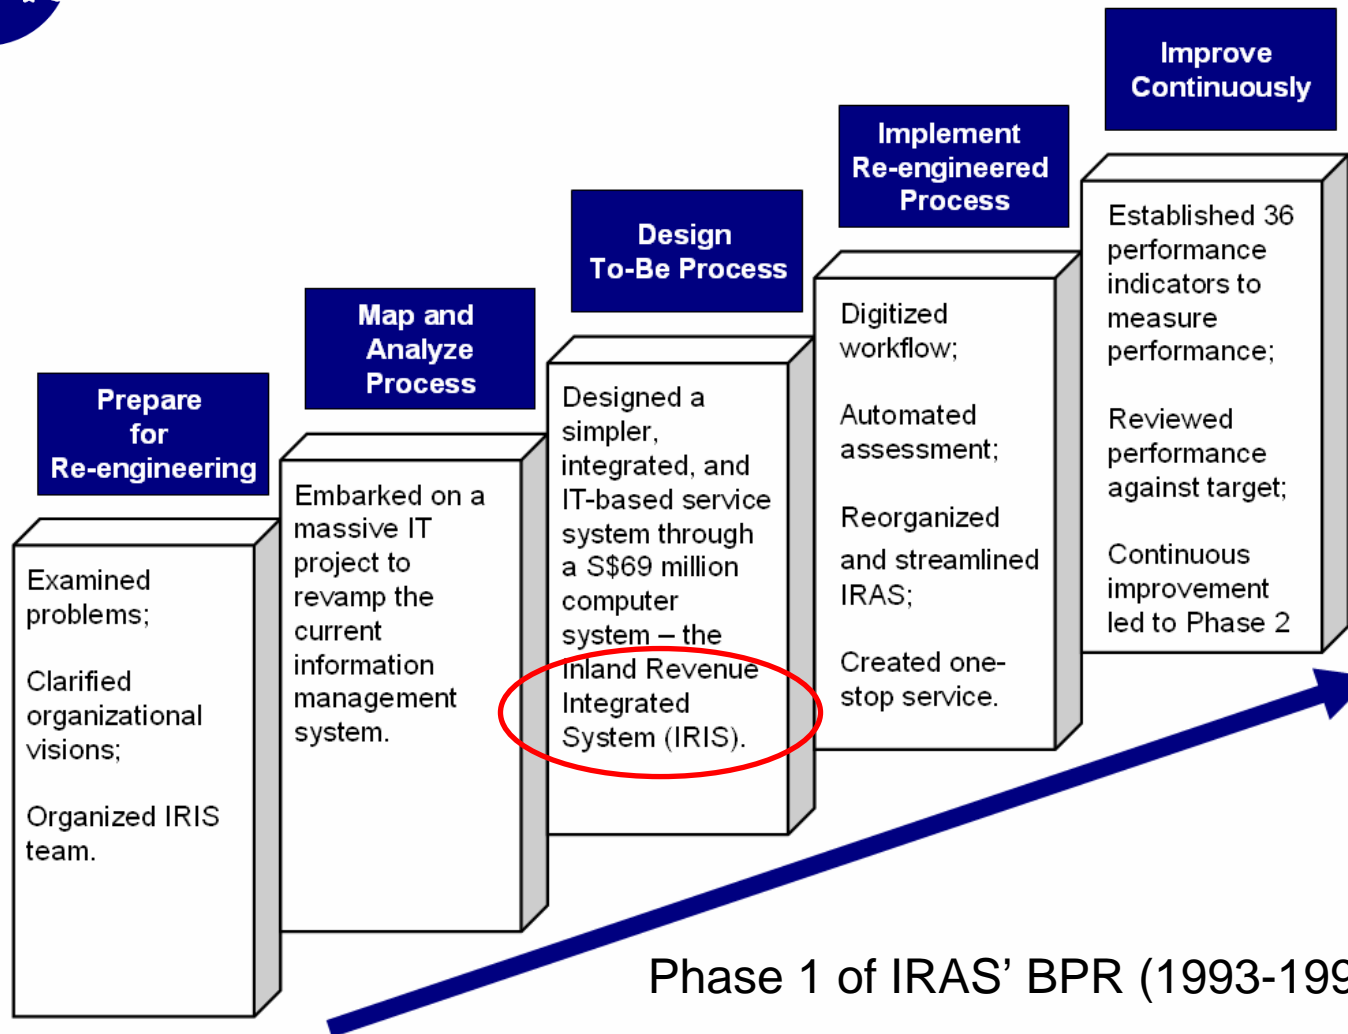 Prepare
for
Re-engineering
Examined
problems;
Clarified
organizational
visions;
Organized IRIS
team.
Map and
Analyze
Process
Embarked on a
massive IT
project to
revamp the
current
information
management
system.
Design
To-Be Process
Designed a
simpler,
integrated, and
IT-based service
system through
a S$69 million
computer
system – the
Inland Revenue
Integrated
System (IRIS).
Implement
Re-engineered
Process
Digitized
workflow;
Automated
assessment;
Reorganized
and streamlined
IRAS;
Created one-
stop service.
Improve
Continuously
Established 36
performance
indicators to
measure
performance;
Reviewed
performance
against target;
Continuous
improvement
led to Phase 2
Phase 1 of IRAS’ BPR (1993-199